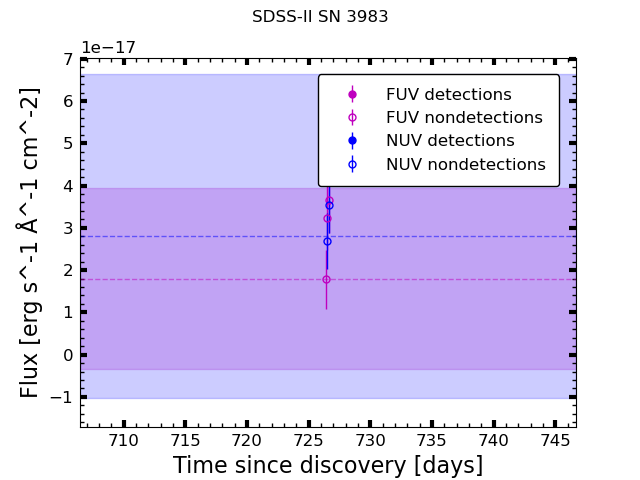 SDSS-II SN 3983
1e−17
7
6
5
4
3
2
1
0
−1
Flux [erg s^-1 Å^-1 cm^-2]
FUV detections
FUV nondetections
NUV detections
NUV nondetections
710 715 720 725 730 735 740 745
Time since discovery [days]